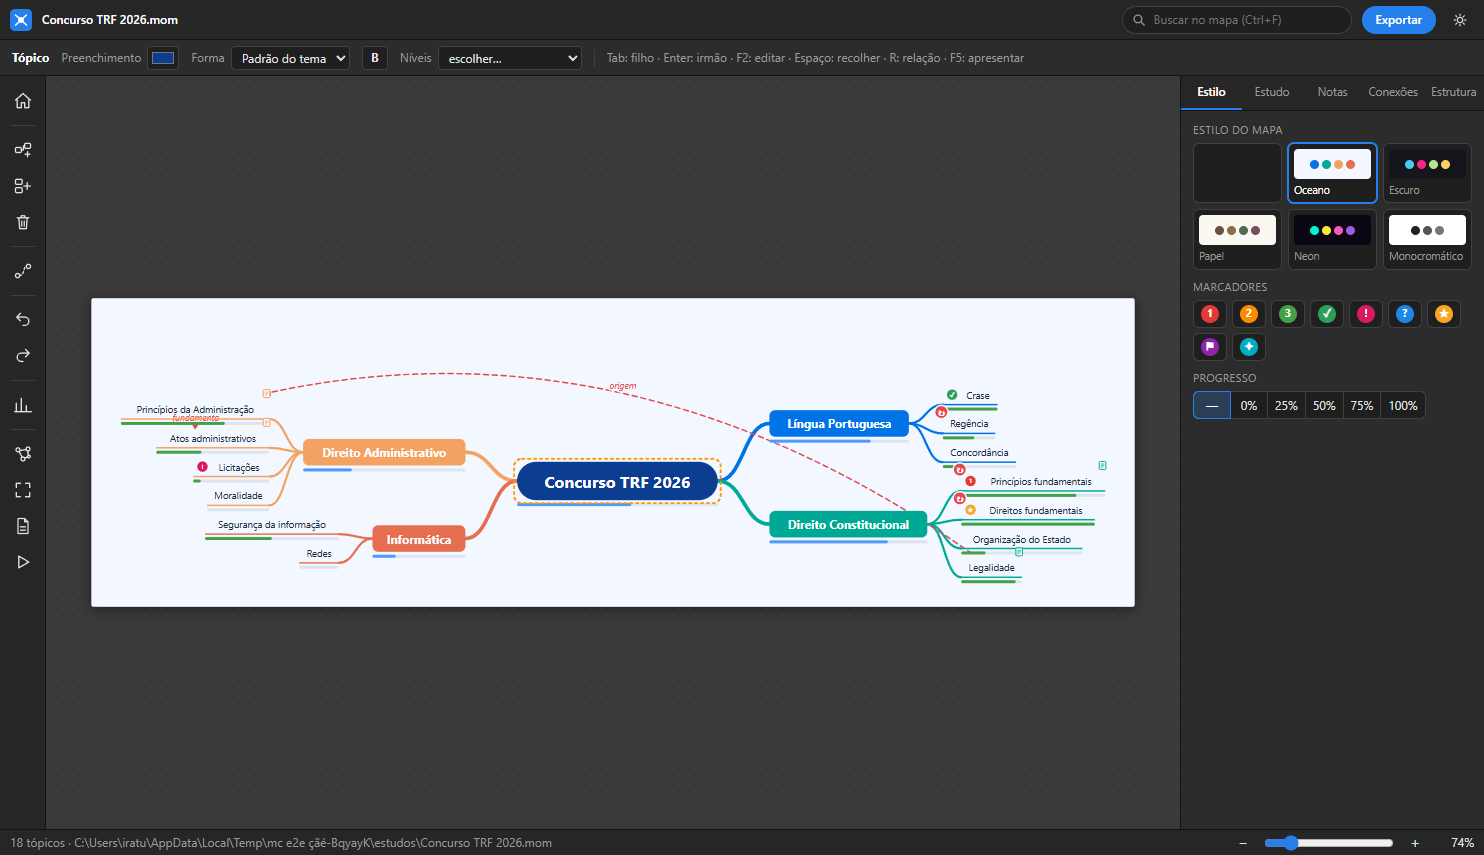 Concurso TRF 2026.mom
Buscar no mapa (Ctrl+F)
Exportar
Tópico
Preenchimento
Forma
Padrão do tema
B
Níveis
escolher...
Tab: filho · Enter: irmão · F2: editar · Espaço: recolher · R: relação · F5: apresentar
Estilo
Estudo
Notas
Conexões
Estrutura
ESTILO DO MAPA
Oceano
Escuro
Papel
Neon
Monocromático
MARCADORES
1
2
3
!
?
PROGRESSO
—
0%
25%
50%
75%
100%
origem
Princípios da Administração
fundamenta
Atos administrativos
!
Licitações
Moralidade
Direito Administrativo
Segurança da informação
Redes
Informática
Concurso TRF 2026
Língua Portuguesa
Crase
Regência
Concordância
Direito Constitucional
1
Princípios fundamentais
Direitos fundamentais
Organização do Estado
Legalidade
18 tópicos · C:\Users\iratu\AppData\Local\Temp\mc e2e çãé-BqyayK\estudos\Concurso TRF 2026.mom
−
+
74%